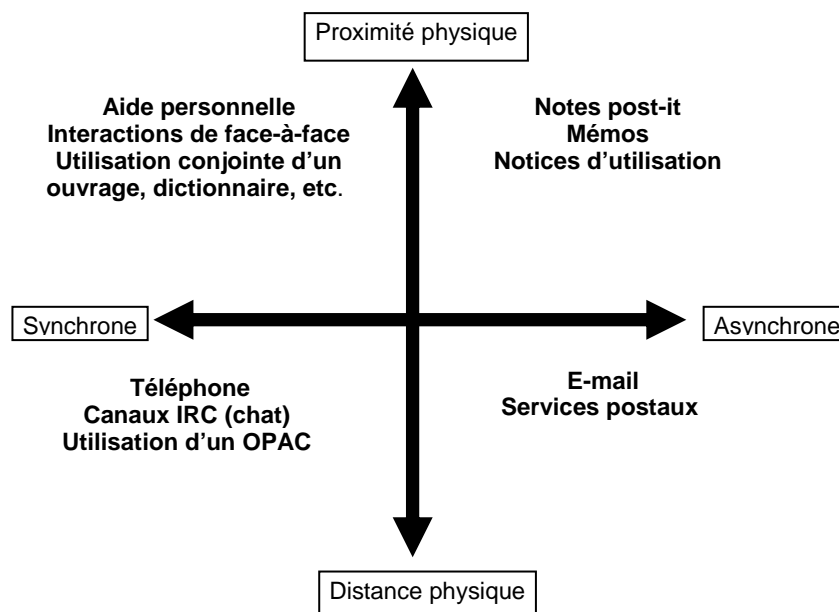 Proximité physique
Aide personnelle
Interactions de face-à-face
Utilisation conjointe d’un
ouvrage, dictionnaire, etc.
Notes post-it
Mémos
Notices d’utilisation
Synchrone
Asynchrone
Téléphone
Canaux IRC (chat)
Utilisation d’un OPAC
E-mail
Services postaux
Distance physique